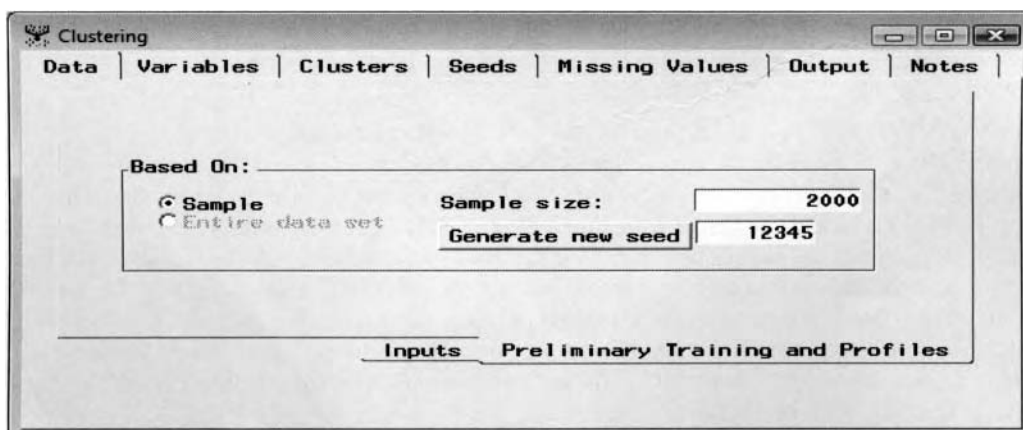 Clustering
Data Variables Clusters Seeds Missing Values Output Notes
Based On:
Sample Sample size: 2000
Entire data set Generate new seed 12345
Inputs Preliminary Training and Profiles